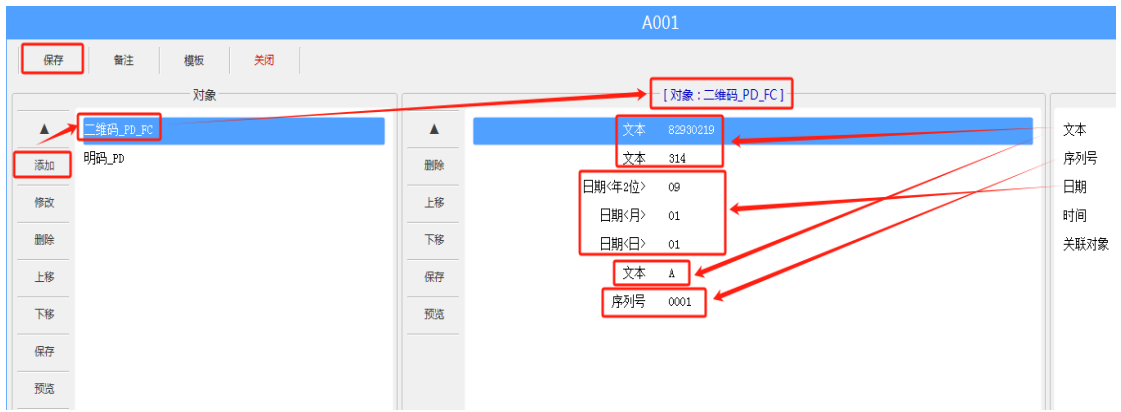 A001
保存 备注 模板 关闭
对象
▲
添加
修改
删除
上移
下移
保存
预览
二维码_PD_FC
明码_PD
[ 对象 : 二维码_PD_FC ]
▲
删除
上移
下移
保存
预览
文本 82930219
文本 314
日期<年2位> 09
日期<月> 01
日期<日> 01
文本 A
序列号 0001
文本
序列号
日期
时间
关联对象